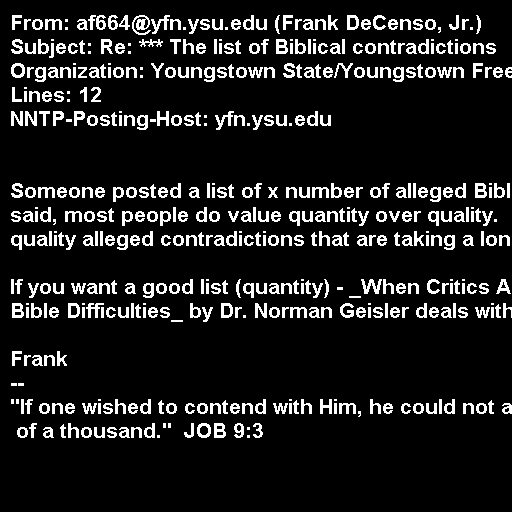 From: af664@yfn.ysu.edu (Frank DeCenso, Jr.)
Subject: Re: *** The list of Biblical contradictions
Organization: Youngstown State/Youngstown Free
Lines: 12
NNTP-Posting-Host: yfn.ysu.edu
Someone posted a list of x number of alleged Bibl
said, most people do value quantity over quality.
quality alleged contradictions that are taking a lon
If you want a good list (quantity) - _When Critics A
Bible Difficulties_ by Dr. Norman Geisler deals with
Frank
--
"If one wished to contend with Him, he could not a
of a thousand." JOB 9:3